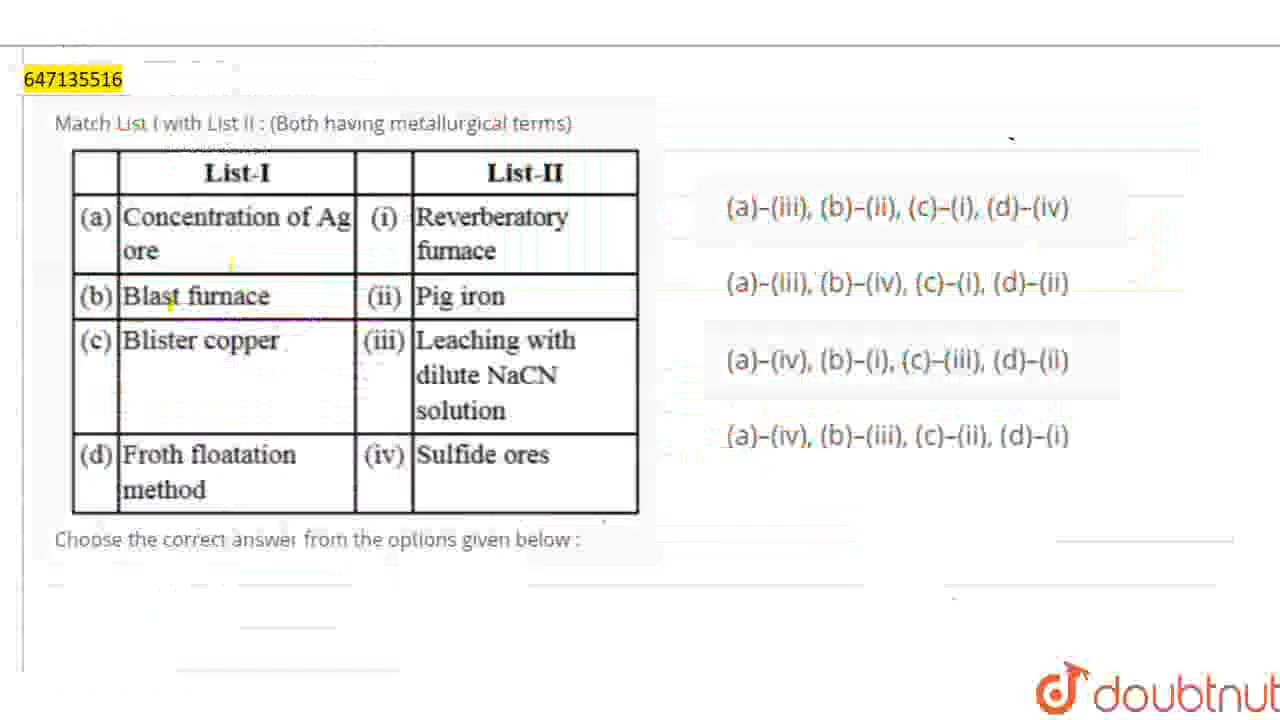 647135516
Match List I with List II : (Both having metallurgical terms)
List-I List-II
(a) Concentration of Ag ore (i) Reverberatory furnace
(b) Blast furnace (ii) Pig iron
(c) Blister copper (iii) Leaching with dilute NaCN solution
(d) Froth floatation method (iv) Sulfide ores
Choose the correct answer from the options given below :
(a)–(iii), (b)–(ii), (c)–(i), (d)–(iv)
(a)–(iii), (b)–(iv), (c)–(i), (d)–(ii)
(a)–(iv), (b)–(i), (c)–(iii), (d)–(ii)
(a)–(iv), (b)–(iii), (c)–(ii), (d)–(i)
doubtnut